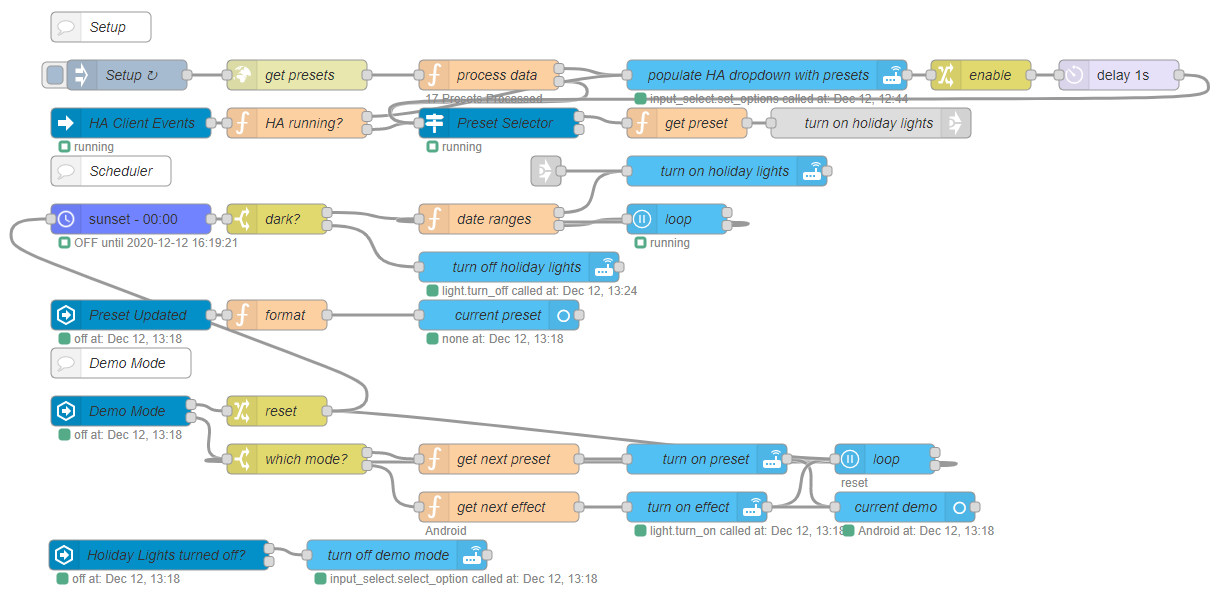 Setup
Setup ↻
get presets
process data
populate HA dropdown with presets
enable
delay 1s
17 Presets Processed
input_select.set_options called at: Dec 12, 12:44
HA Client Events
HA running?
Preset Selector
get preset
turn on holiday lights
running
running
Scheduler
turn on holiday lights
sunset - 00:00
dark?
date ranges
loop
OFF until 2020-12-12 16:19:21
running
turn off holiday lights
light.turn_off called at: Dec 12, 13:24
Preset Updated
format
current preset
off at: Dec 12, 13:18
none at: Dec 12, 13:18
Demo Mode
Demo Mode
reset
off at: Dec 12, 13:18
which mode?
get next preset
turn on preset
loop
reset
get next effect
turn on effect
current demo
Android
light.turn_on called at: Dec 12, 13:18
Android at: Dec 12, 13:18
Holiday Lights turned off?
turn off demo mode
off at: Dec 12, 13:18
input_select.select_option called at: Dec 12, 13:18